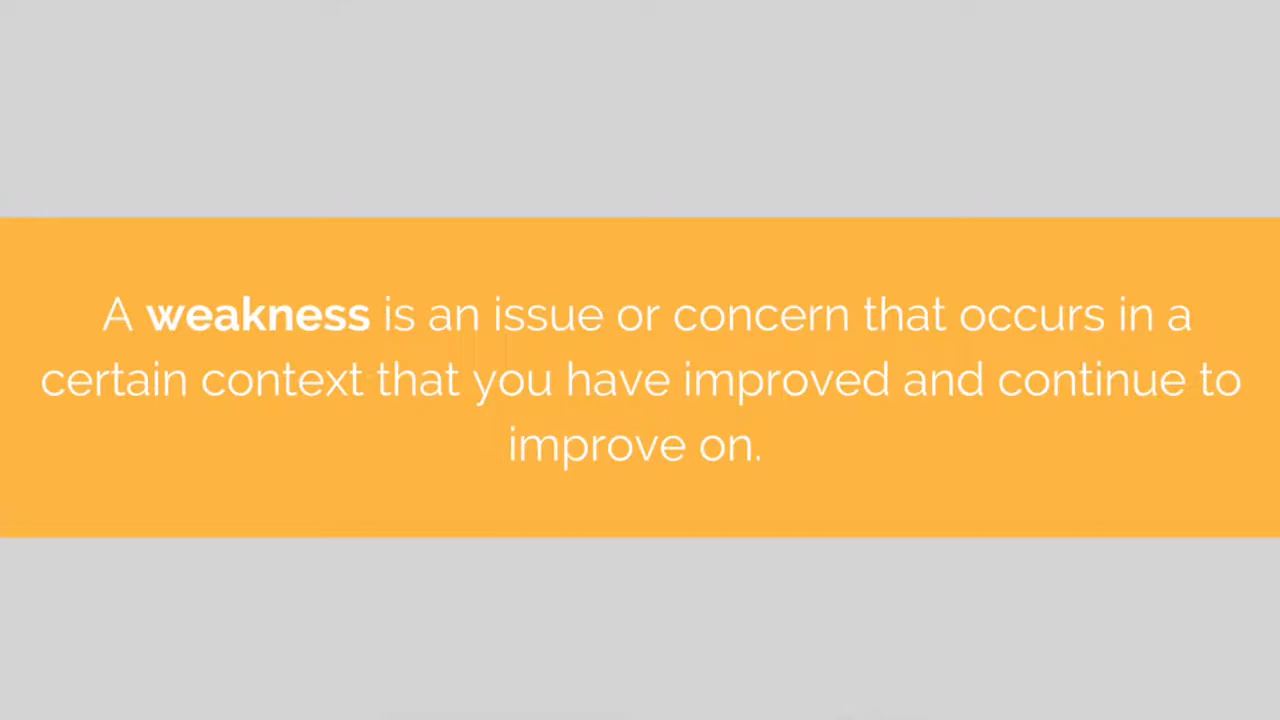 A weakness is an issue or concern that occurs in a
certain context that you have improved and continue to
improve on.